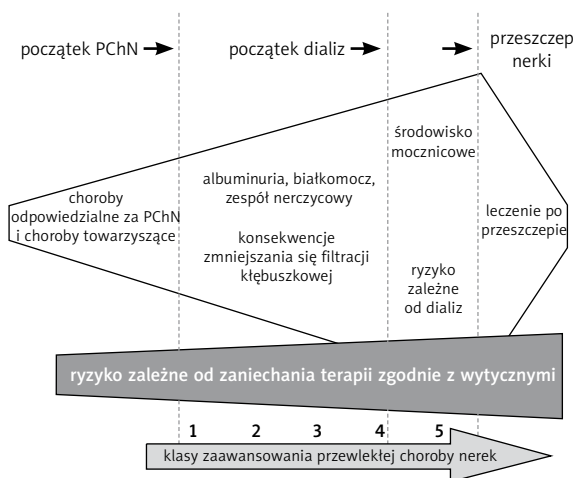 początek PChN
początek dializ
przeszczep
nerki
choroby
odpowiedzialne za PChN
i choroby towarzyszące
albuminuria, białkomocz,
zespół nerczycowy
konsekwencje
zmniejszania się filtracji
kłębuszkowej
środowisko
mocznicowe
ryzyko
zależne
od dializ
leczenie po
przeszczepie
ryzyko zależne od zaniechania terapii zgodnie z wytycznymi
1 2 3 4 5
klasy zaawansowania przewlekłej choroby nerek